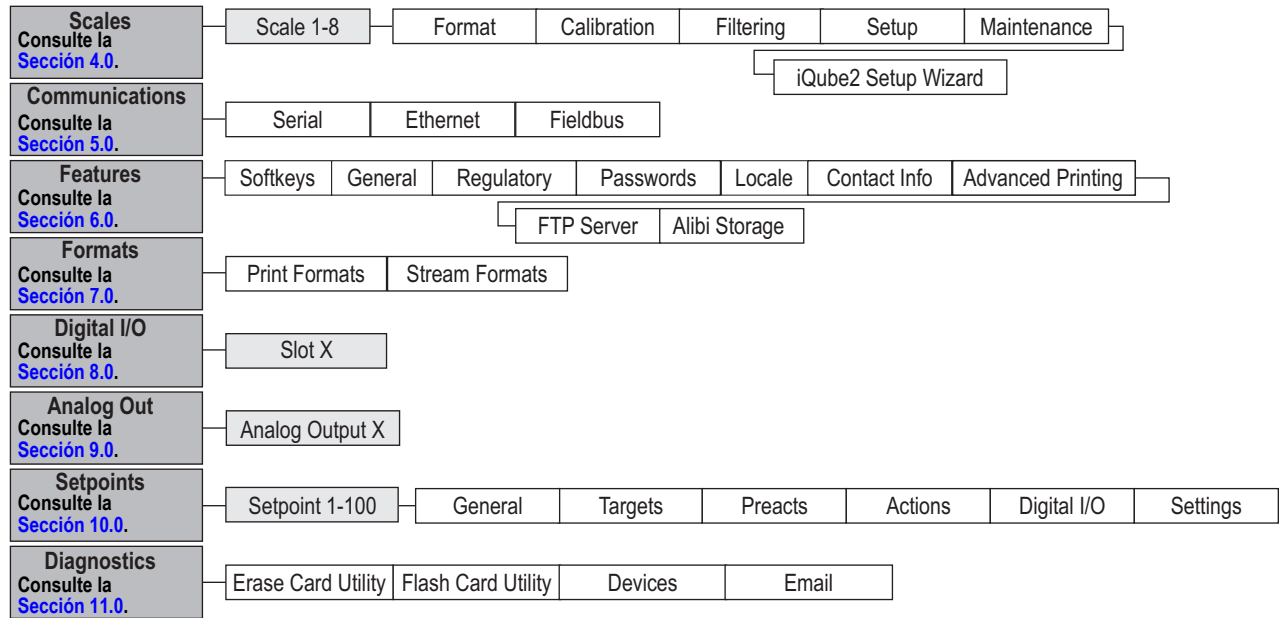 Scales
Consulte la
Sección 4.0.
Scale 1-8
Format
Calibration
Filtering
Setup
Maintenance
iQube2 Setup Wizard
Communications
Consulte la
Sección 5.0.
Serial
Ethernet
Fieldbus
Features
Consulte la
Sección 6.0.
Softkeys
General
Regulatory
Passwords
Locale
Contact Info
Advanced Printing
FTP Server
Alibi Storage
Formats
Consulte la
Sección 7.0.
Print Formats
Stream Formats
Digital I/O
Consulte la
Sección 8.0.
Slot X
Analog Out
Consulte la
Sección 9.0.
Analog Output X
Setpoints
Consulte la
Sección 10.0.
Setpoint 1-100
General
Targets
Preacts
Actions
Digital I/O
Settings
Diagnostics
Consulte la
Sección 11.0.
Erase Card Utility
Flash Card Utility
Devices
Email